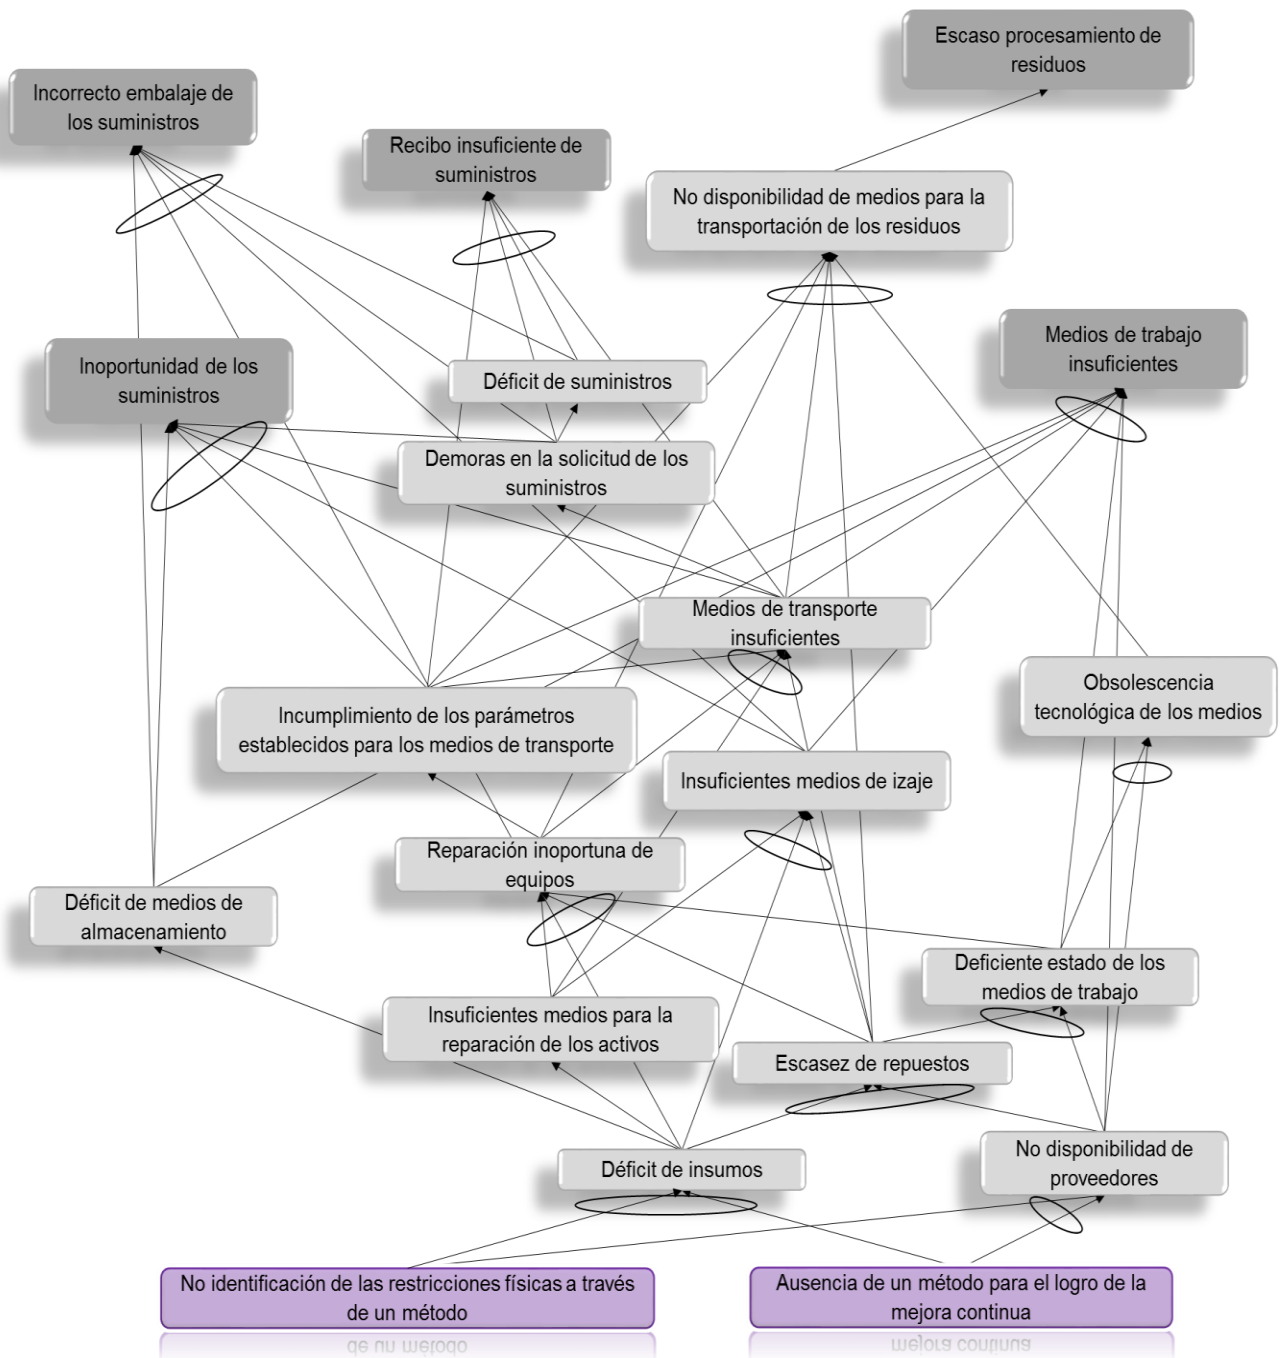 Escaso procesamiento de
residuos
Incorrecto embalaje de
los suministros
Recibo insuficiente de
suministros
No disponibilidad de medios para la
transportación de los residuos
Medios de trabajo
insuficientes
Inoportunidad de los
suministros
Déficit de suministros
Demoras en la solicitud de los
suministros
Medios de transporte
insuficientes
Obsolescencia
tecnológica de los medios
Incumplimiento de los parámetros
establecidos para los medios de transporte
Insuficientes medios de izaje
Reparación inoportuna de
equipos
Déficit de medios de
almacenamiento
Deficiente estado de los
medios de trabajo
Insuficientes medios para la
reparación de los activos
Escasez de repuestos
No disponibilidad de
proveedores
Déficit de insumos
No identificación de las restricciones físicas a través
de un método
Ausencia de un método para el logro de la
mejora continua